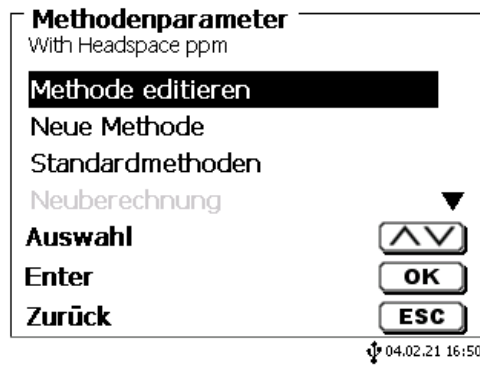 Methodenparameter
With Headspace ppm
Methode editieren
Neue Methode
Standardmethoden
Neuberechnung
Auswahl
Enter OK
Zurück ESC
04.02.21 16:50